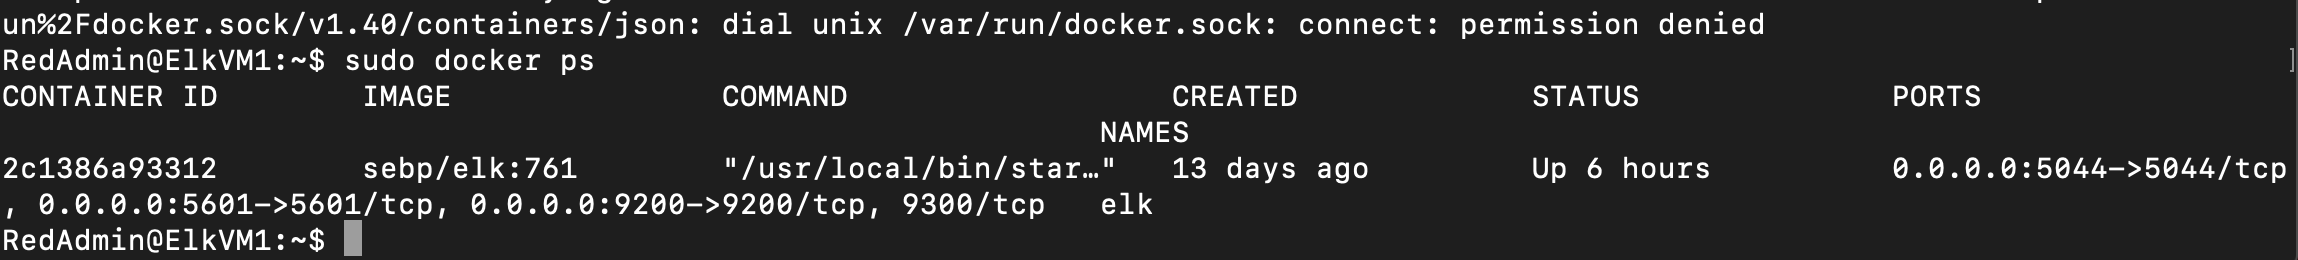 un%2Fdocker.sock/v1.40/containers/json: dial unix /var/run/docker.sock: connect: permission denied
RedAdmin@ElkVM1:~$ sudo docker ps
CONTAINER ID        IMAGE               COMMAND                  CREATED             STATUS              PORTS
                                                             NAMES
2c1386a93312        sebp/elk:761        "/usr/local/bin/star…"   13 days ago         Up 6 hours          0.0.0.0:5044->5044/tcp
, 0.0.0.0:5601->5601/tcp, 0.0.0.0:9200->9200/tcp, 9300/tcp   elk
RedAdmin@ElkVM1:~$